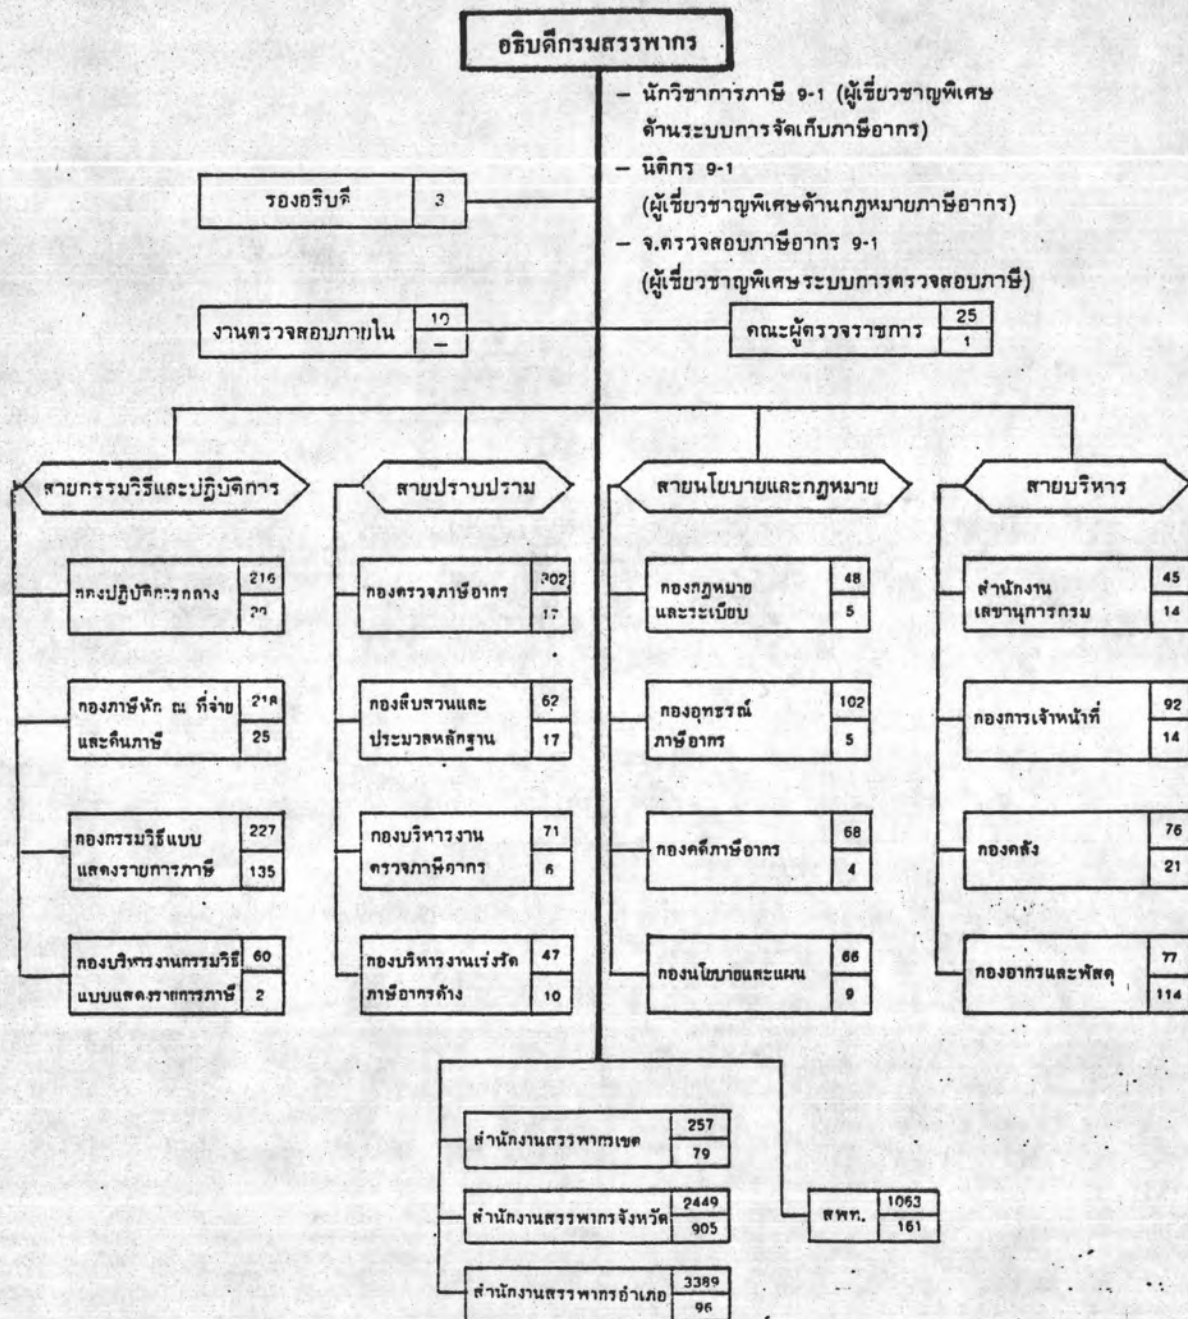 อธิบดีกรมสรรพากร
– นักวิชาการภาษี 9-1 (ผู้เชี่ยวชาญพิเศษ
ด้านระบบการจัดเก็บภาษีอากร)
– นิติกร 9-1
(ผู้เชี่ยวชาญพิเศษด้านกฎหมายภาษีอากร)
– จ.ตรวจสอบภาษีอากร 9-1
(ผู้เชี่ยวชาญพิเศษระบบการตรวจสอบภาษี)
รองอธิบดี 3
งานตรวจสอบภายใน
–
คณะผู้ตรวจราชการ 25
1
สายกรรมวิธีและปฏิบัติการ
กองปฏิบัติการกลาง 216
กองภาษีหัก ณ ที่จ่าย 218
และคืนภาษี 25
กองกรรมวิธีแบบ 227
แสดงรายการภาษี 135
กองบริหารงานกรรมวิธี 60
แบบแสดงรายการภาษี 2
สายปราบปราม
กองตรวจภาษีอากร 302
17
กองสืบสวนและ 62
ประมวลหลักฐาน 17
กองบริหารงาน 71
ตรวจภาษีอากร 6
กองบริหารงานเร่งรัด 47
ภาษีอากรค้าง 10
สายนโยบายและกฎหมาย
กองกฎหมาย 48
และระเบียบ 5
กองอุทธรณ์ 102
ภาษีอากร 5
กองคดีภาษีอากร 68
4
กองนโยบายและแผน 66
9
สายบริหาร
สำนักงาน 45
เลขานุการกรม 14
กองการเจ้าหน้าที่ 92
14
กองคลัง 76
21
กองอากรและพัสดุ 77
114
สำนักงานสรรพากรเขต 257
79
สำนักงานสรรพากรจังหวัด 2449
905
สำนักงานสรรพากรอำเภอ 3389
96
สพท. 1063
161